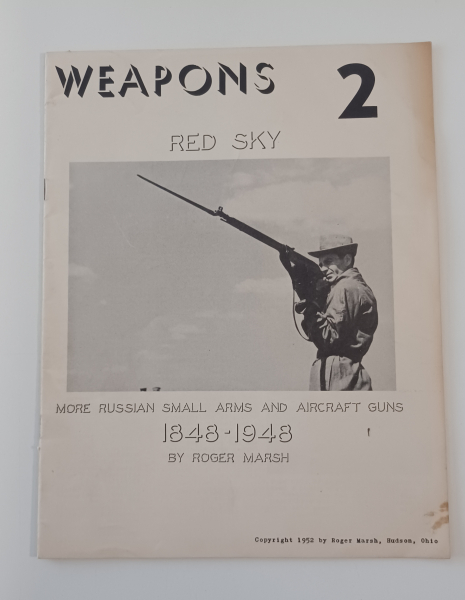 WEAPONS 2
RED SKY
MORE RUSSIAN SMALL ARMS AND AIRCRAFT GUNS
1848-1948
BY ROGER MARSH
Copyright 1952 by Roger Marsh, Hudson, Ohio